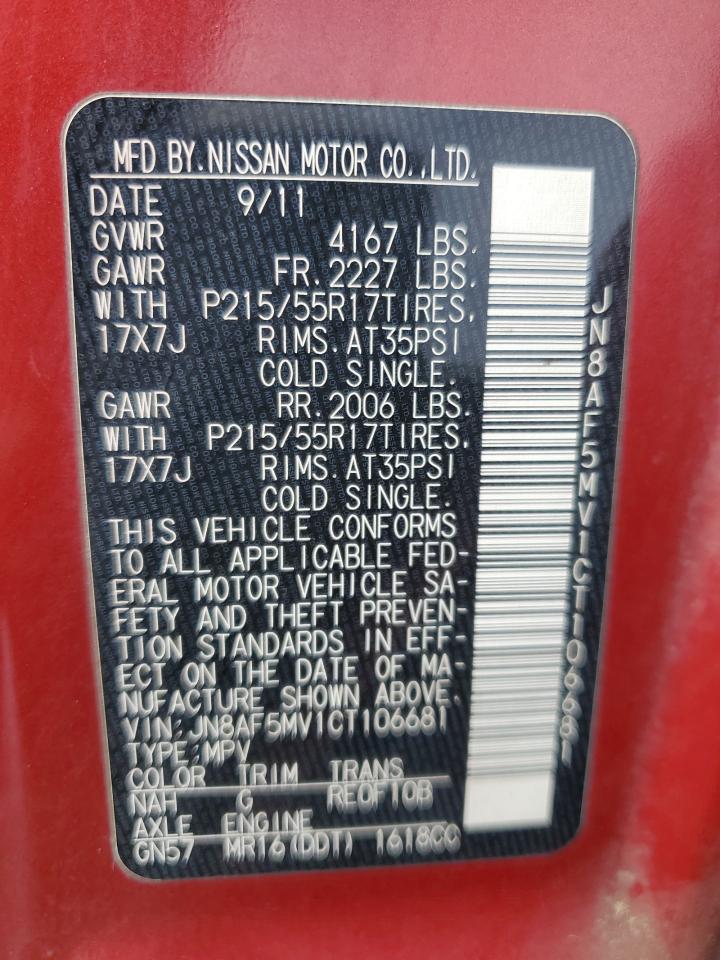 MFD BY.NISSAN MOTOR CO.,LTD.
DATE 9/11
GVWR 4167 LBS.
GAWR FR.2227 LBS.
WITH P215/55R17TIRES.
17X7J RIMS.AT35PSI
COLD SINGLE.
GAWR RR.2006 LBS.
WITH P215/55R17TIRES.
17X7J RIMS.AT35PSI
COLD SINGLE.
THIS VEHICLE CONFORMS
TO ALL APPLICABLE FED-
ERAL MOTOR VEHICLE SA-
FETY AND THEFT PREVEN-
TION STANDARDS IN EFF-
ECT ON THE DATE OF MA-
NUFACTURE SHOWN ABOVE.
VIN:JN8AF5MV1CT106681
TYPE:MPV
COLOR TRIM TRANS
NAH G RE0F10B
AXLE ENGINE
GN57 MR16(DDT) 1618CC
JN8AF5MV1CT106681